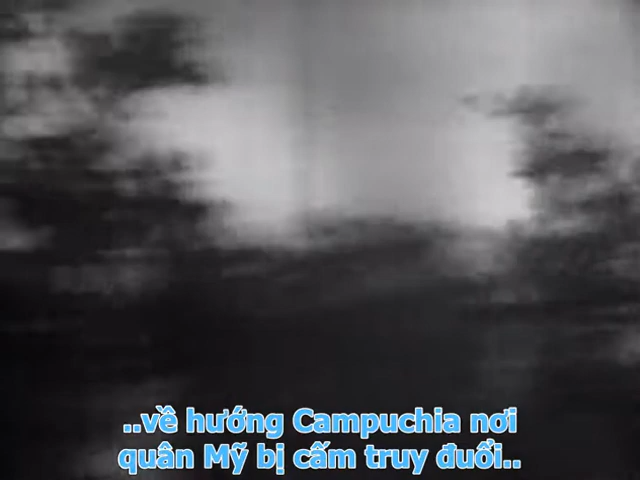 ..về hướng Campuchia nơi
quân Mỹ bị cấm truy đuổi..